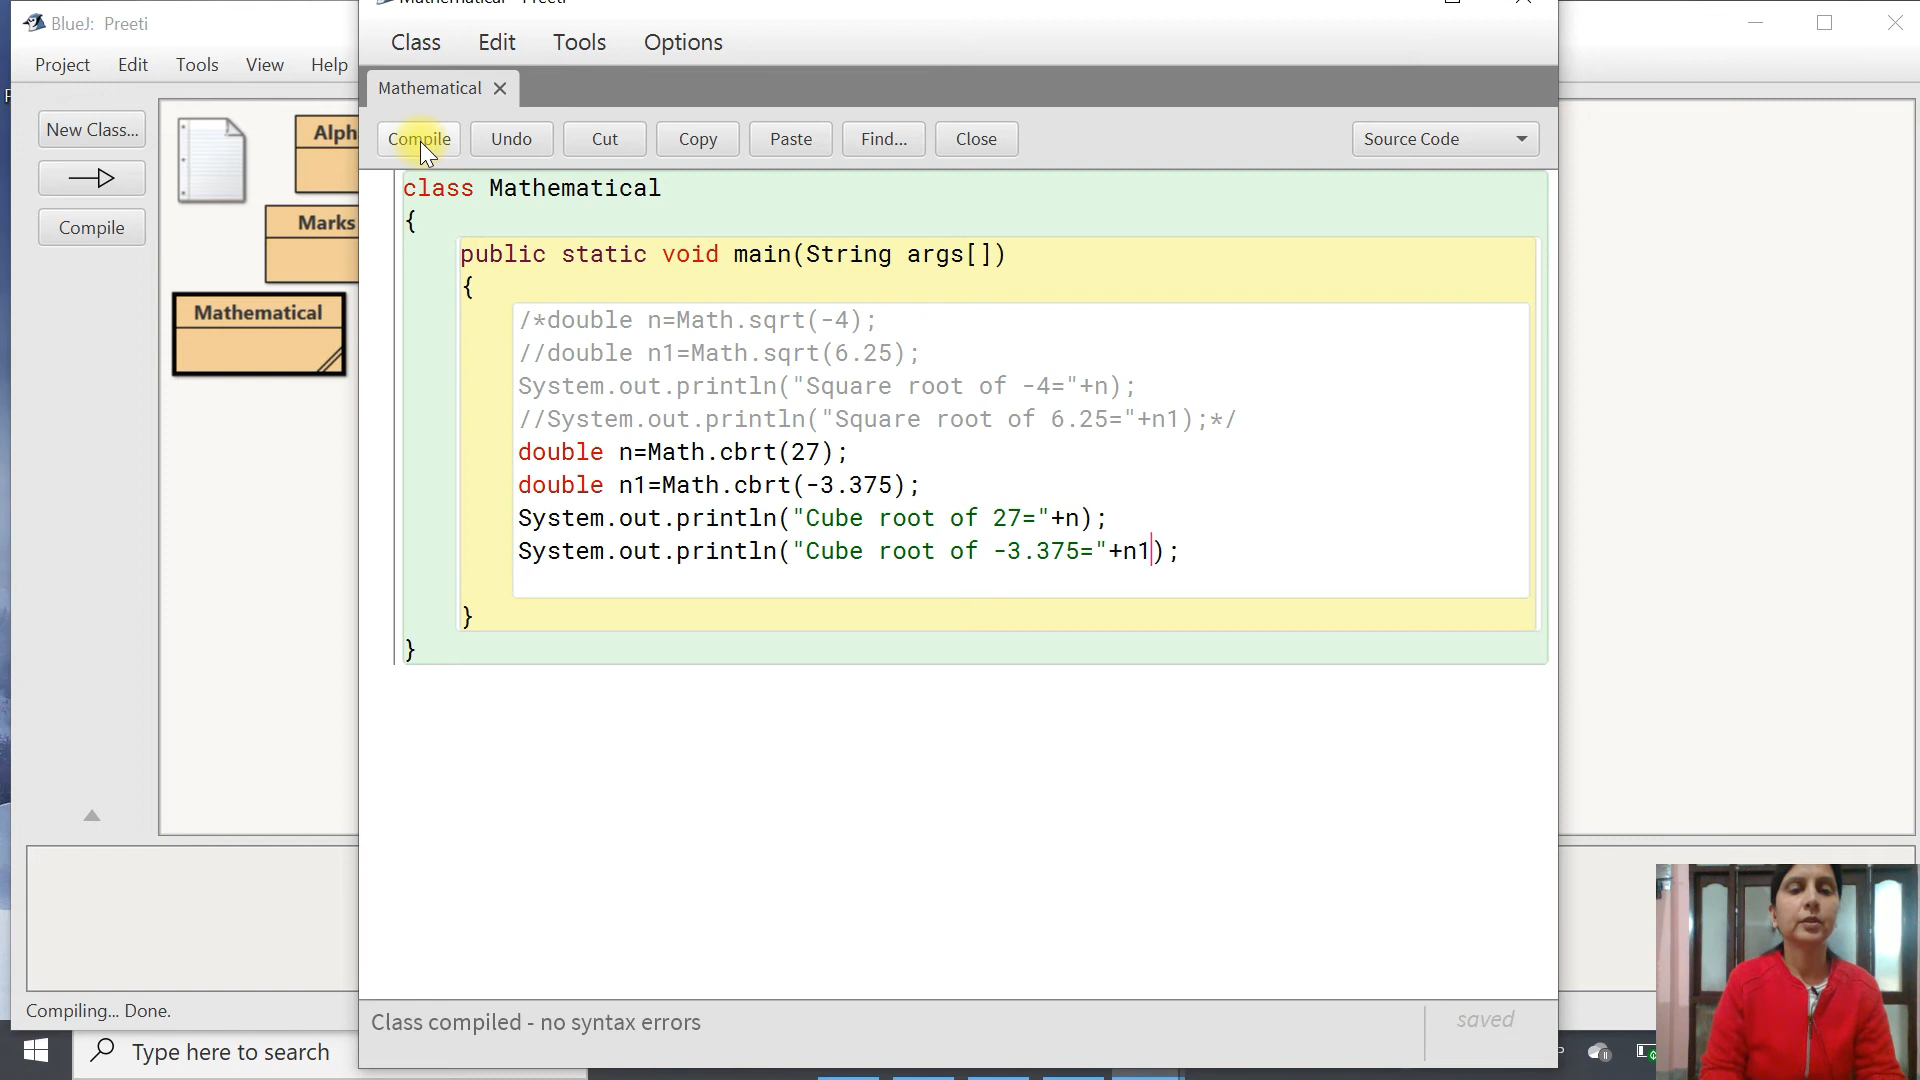 BlueJ: Preeti
Mathematical - Preeti
Project Edit Tools View Help
Class Edit Tools Options
Mathematical
New Class...
Compile
Compile Undo Cut Copy Paste Find... Close Source Code
Alph
Marks
Mathematical
class Mathematical
{
public static void main(String args[])
{
/*double n=Math.sqrt(-4);
//double n1=Math.sqrt(6.25);
System.out.println("Square root of -4="+n);
//System.out.println("Square root of 6.25="+n1);*/
double n=Math.cbrt(27);
double n1=Math.cbrt(-3.375);
System.out.println("Cube root of 27="+n);
System.out.println("Cube root of -3.375="+n1);
}
}
Compiling... Done.
Class compiled - no syntax errors
saved
Type here to search